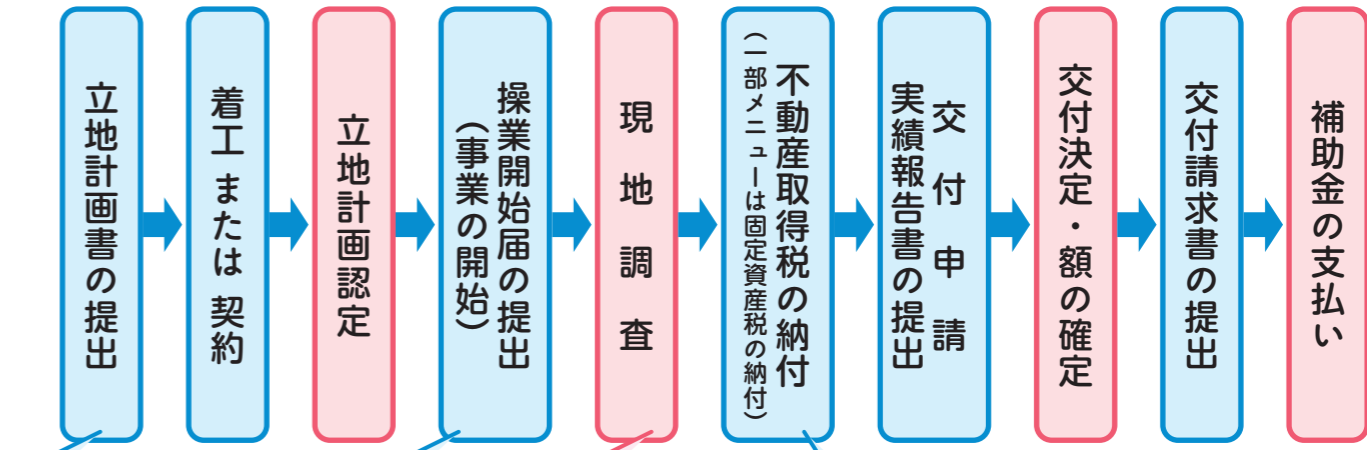 立地計画書の提出
着工 または 契約
立地計画認定
操業開始届の提出
（事業の開始）
現地調査
不動産取得税の納付
（一部メニューは固定資産税の納付）
交付申請
実績報告書の提出
交付決定・額の確定
交付請求書の提出
補助金の支払い